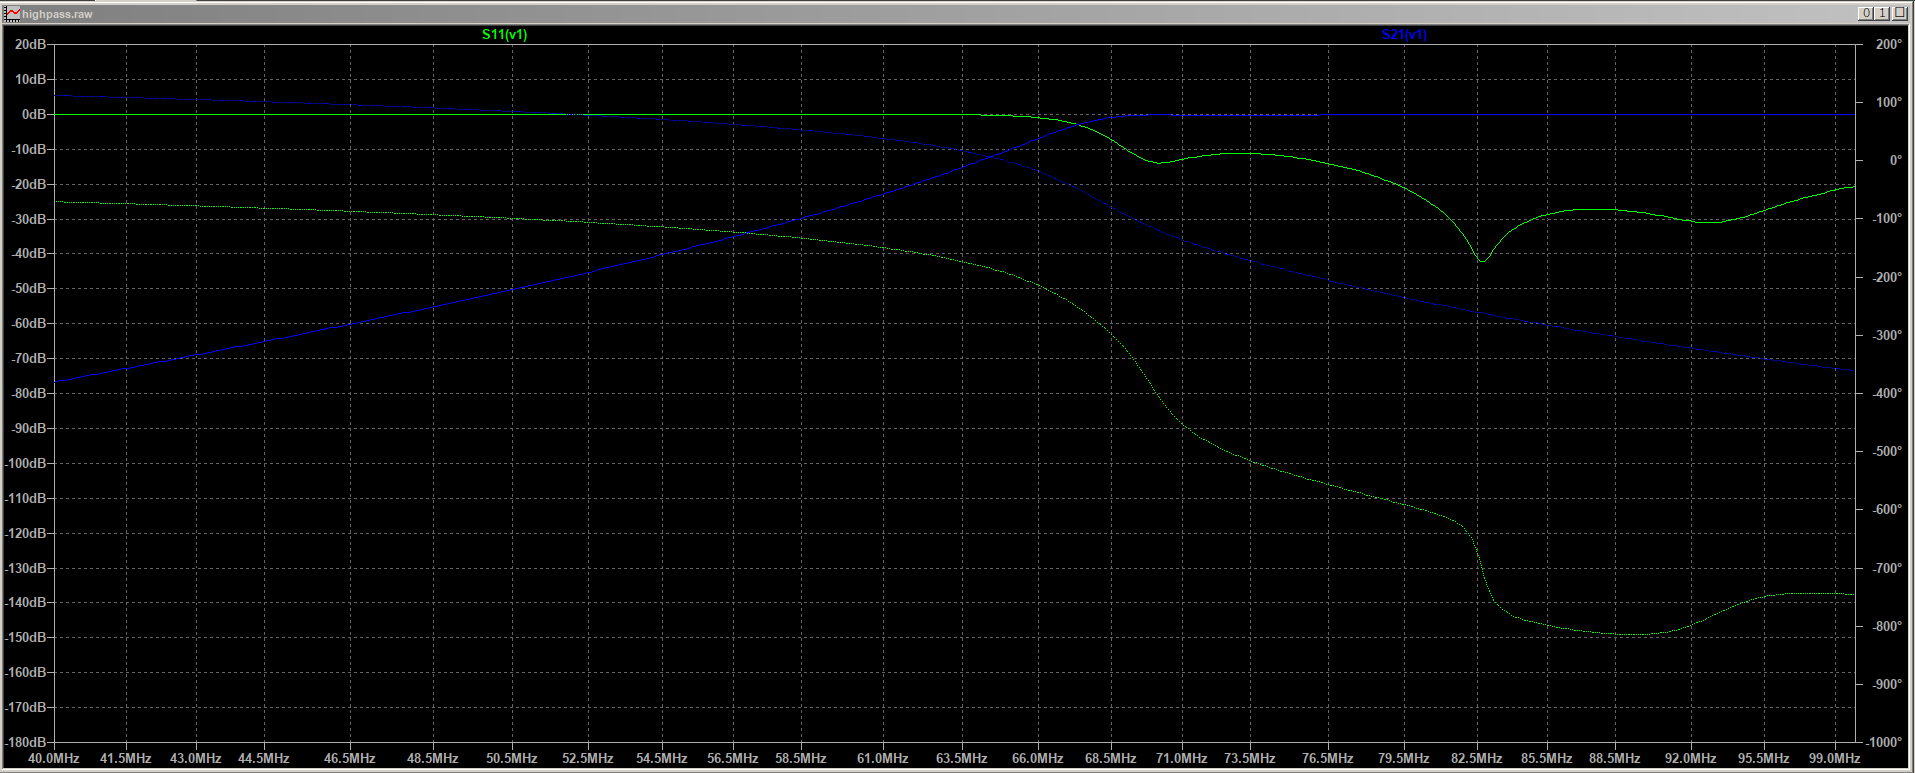 highpass.raw
S11(v1) S21(v1)
20dB 200°
10dB 100°
0dB 0°
-10dB -100°
-20dB -200°
-30dB -300°
-40dB -400°
-50dB -500°
-60dB -600°
-70dB -700°
-80dB -800°
-90dB -900°
-100dB -1000°
-110dB
-120dB
-130dB
-140dB
-150dB
-160dB
-170dB
-180dB
40.0MHz 41.5MHz 43.0MHz 44.5MHz 46.5MHz 48.5MHz 50.5MHz 52.5MHz 54.5MHz 56.5MHz 58.5MHz 61.0MHz 63.5MHz 66.0MHz 68.5MHz 71.0MHz 73.5MHz 76.5MHz 79.5MHz 82.5MHz 85.5MHz 88.5MHz 92.0MHz 95.5MHz 99.0MHz